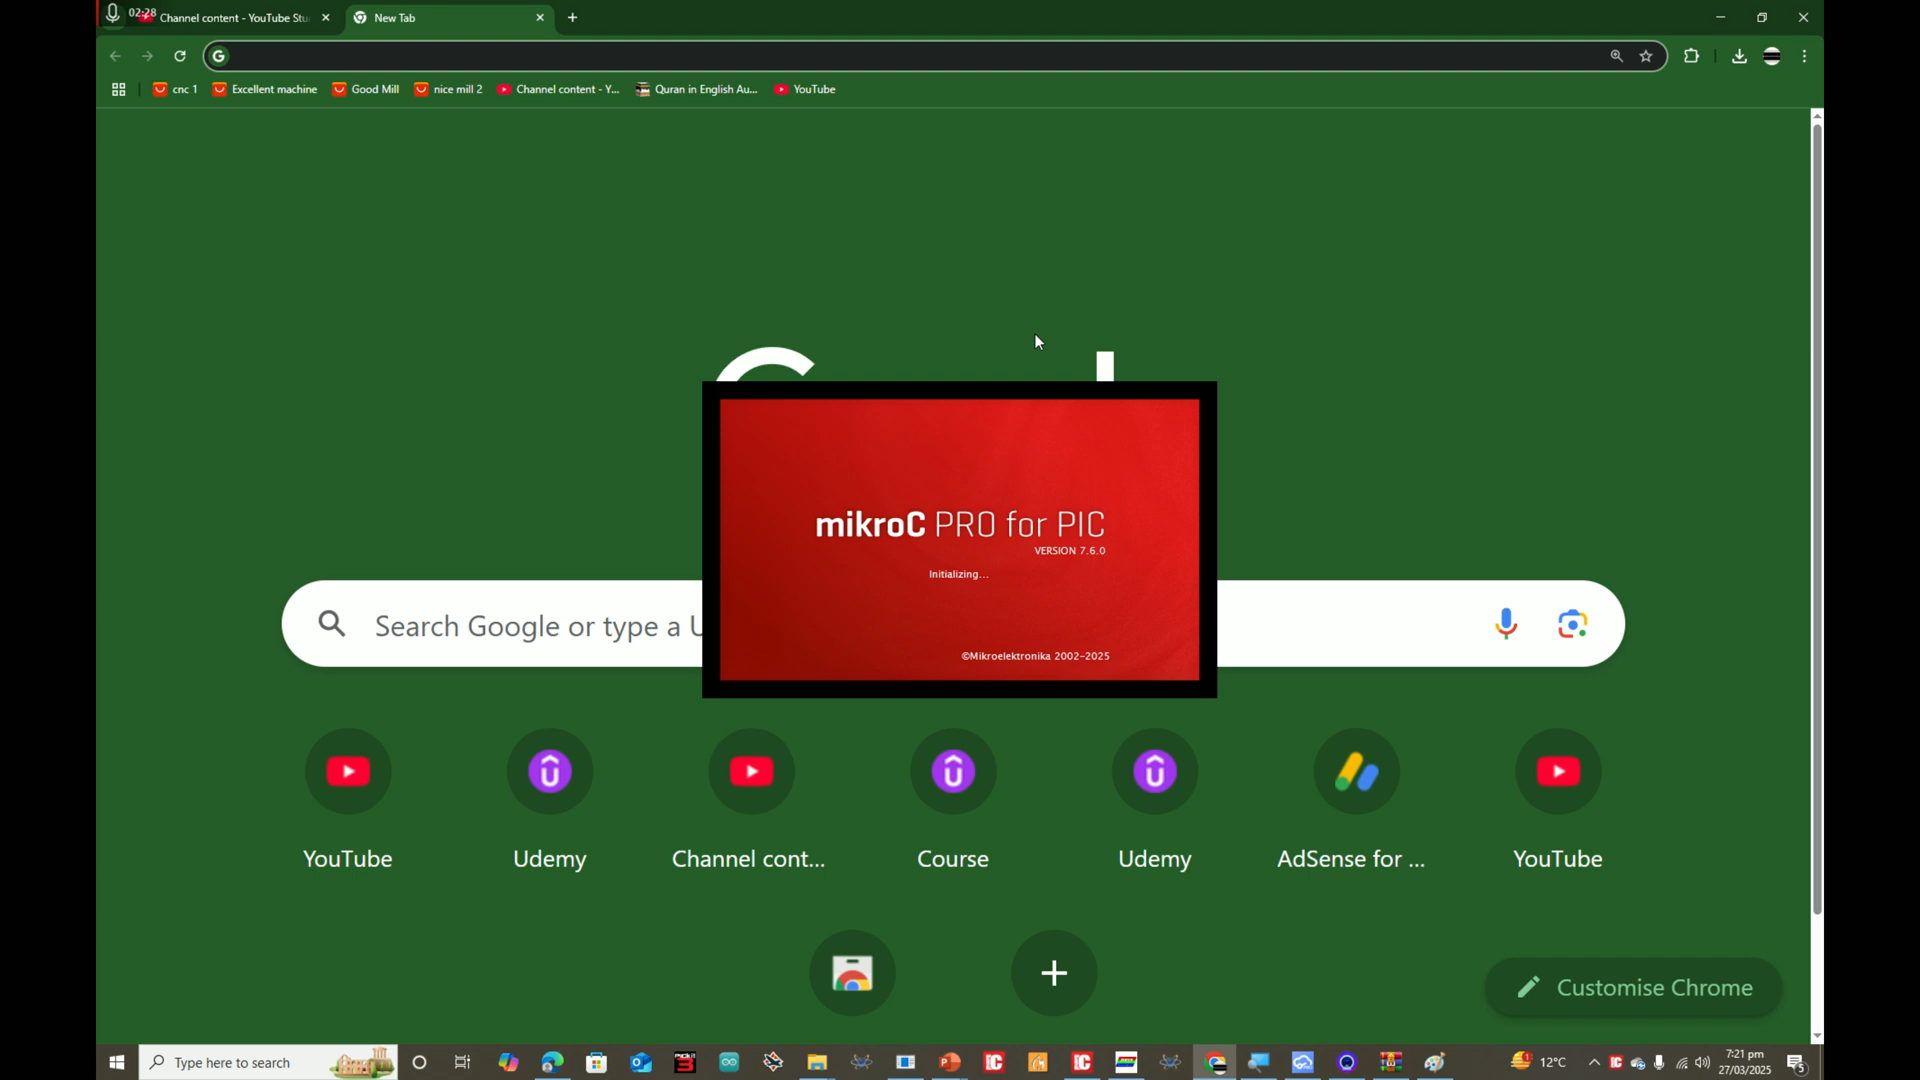 02:28
Channel content - YouTube Stu
New Tab
cnc 1
Excellent machine
Good Mill
nice mill 2
Channel content - Y...
Quran in English Au...
YouTube
mikroC PRO for PIC
VERSION 7.6.0
Initializing...
©Mikroelektronika 2002-2025
Search Google or type a U
YouTube
Udemy
Channel cont...
Course
Udemy
AdSense for ...
YouTube
Customise Chrome
Type here to search
12°C
7:21 pm
27/03/2025